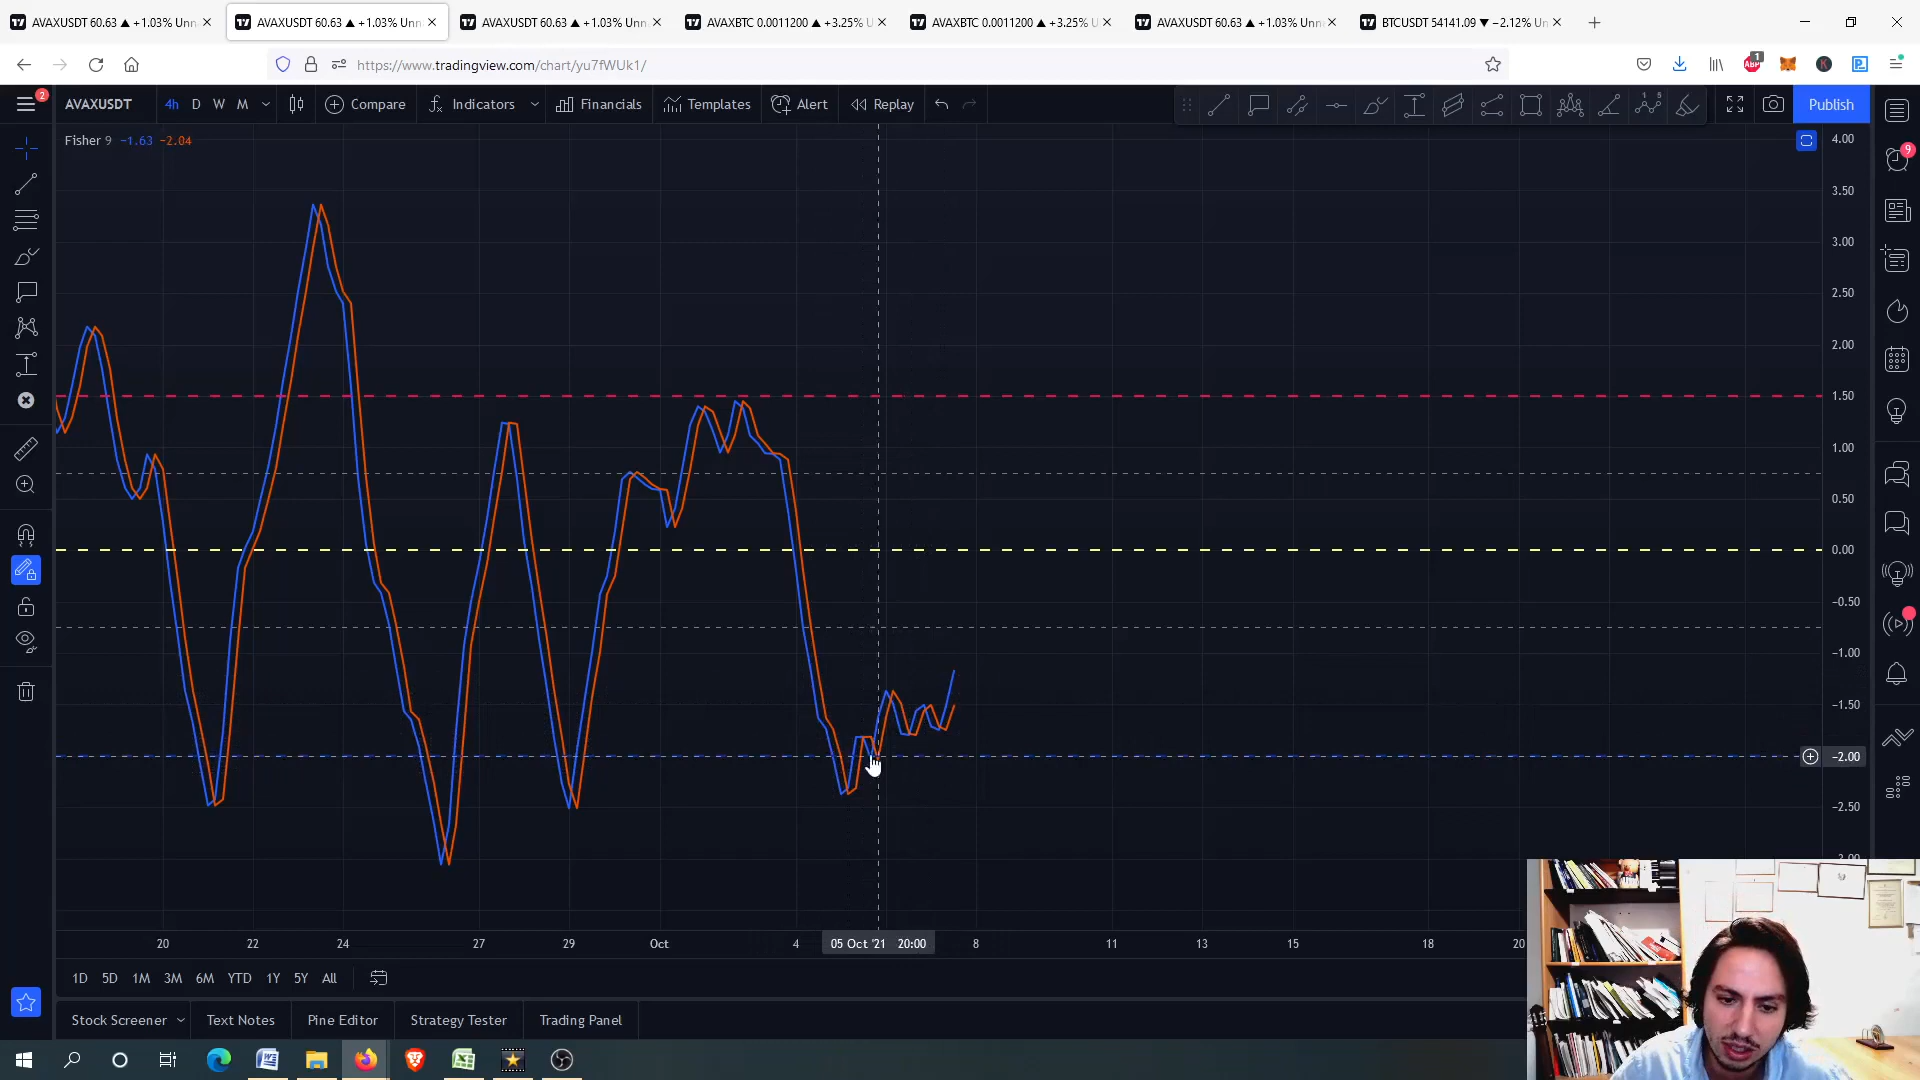 AVAXUSDT 60.63 ▲ +1.03% Unn
AVAXUSDT 60.63 ▲ +1.03% Unn
AVAXUSDT 60.63 ▲ +1.03% Unn
AVAXBTC 0.0011200 ▲ +3.25% U
AVAXBTC 0.0011200 ▲ +3.25% U
AVAXUSDT 60.63 ▲ +1.03% Unn
BTCUSDT 54141.09 ▼ −2.12% Un
https://www.tradingview.com/chart/yu7fWUk1/
ABP
1
K
2
AVAXUSDT
4h
D
W
M
Compare
Indicators
Financials
Templates
Alert
Replay
Publish
Fisher 9 −1.63 −2.04
9
4.00
3.50
3.00
2.50
2.00
1.50
1.00
0.50
0.00
−0.50
−1.00
−1.50
−2.00
−2.50
20
22
24
27
29
Oct
4
05 Oct '21 20:00
8
11
13
15
18
20
1D 5D 1M 3M 6M YTD 1Y 5Y All
Stock Screener
Text Notes
Pine Editor
Strategy Tester
Trading Panel